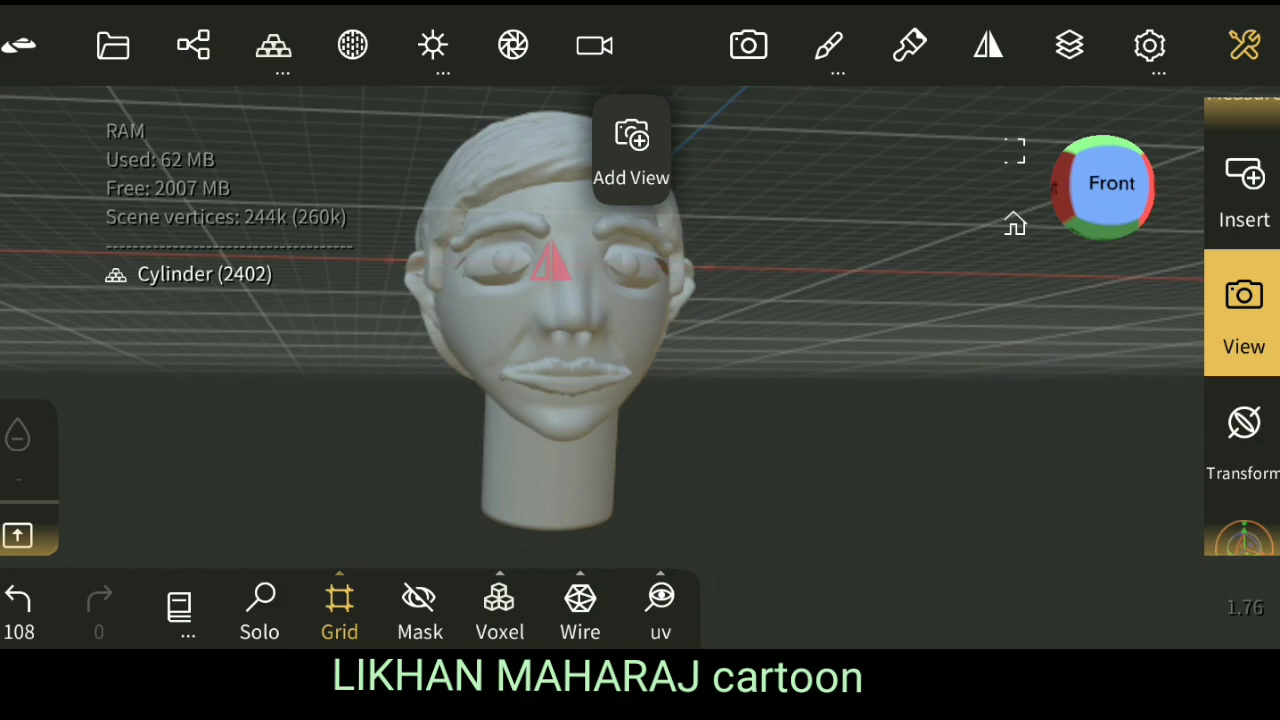 RAM
Used: 62 MB
Free: 2007 MB
Scene vertices: 244k (260k)
-----------------------------------
Cylinder (2402)
Add View
Front
Measure
Insert
View
Transform
1.76
108
0
...
Solo
Grid
Mask
Voxel
Wire
uv
LIKHAN MAHARAJ cartoon